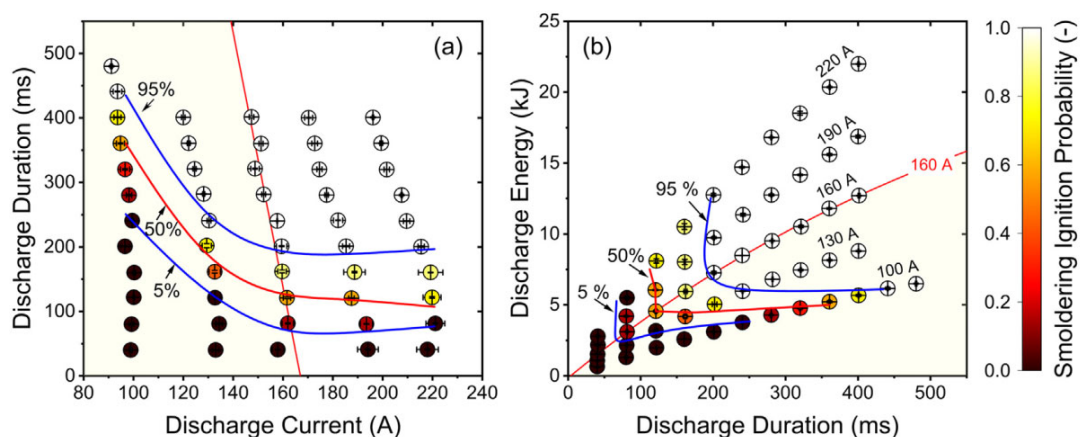 (a)
Discharge Duration (ms)
500
400
300
200
100
0
95%
50%
5%
80 100 120 140 160 180 200 220 240
Discharge Current (A)
(b)
Discharge Energy (kJ)
25
20
15
10
5
0
220 A
190 A
160 A
160 A
130 A
100 A
95 %
50%
5 %
0 100 200 300 400 500
Discharge Duration (ms)
1.0
0.8
0.6
0.4
0.2
0.0
Smoldering Ignition Probability (-)